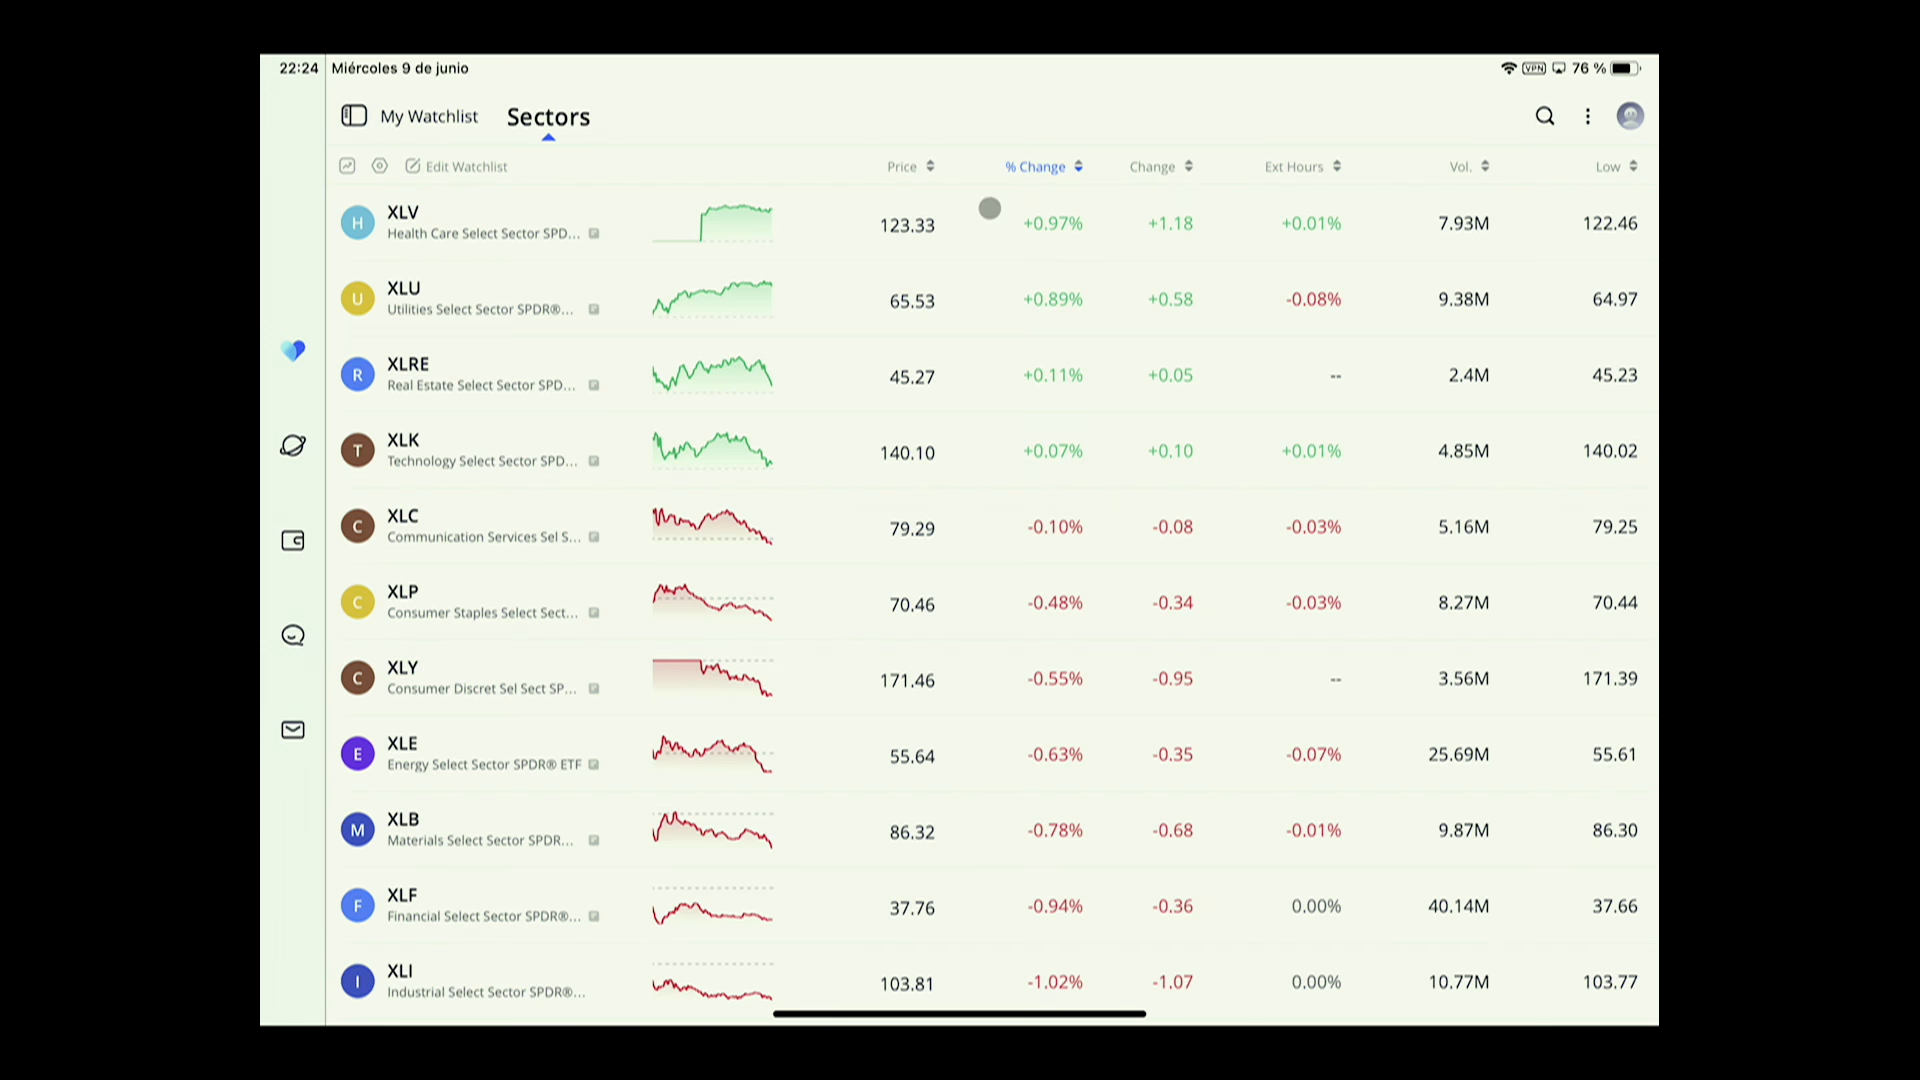 22:24 Miércoles 9 de junio VPN 76 %
My Watchlist Sectors
Edit Watchlist Price % Change Change Ext Hours Vol. Low
H XLV 123.33 +0.97% +1.18 +0.01% 7.93M 122.46
Health Care Select Sector SPD...
U XLU 65.53 +0.89% +0.58 -0.08% 9.38M 64.97
Utilities Select Sector SPDR®...
R XLRE 45.27 +0.11% +0.05 -- 2.4M 45.23
Real Estate Select Sector SPD...
T XLK 140.10 +0.07% +0.10 +0.01% 4.85M 140.02
Technology Select Sector SPD...
C XLC 79.29 -0.10% -0.08 -0.03% 5.16M 79.25
Communication Services Sel S...
C XLP 70.46 -0.48% -0.34 -0.03% 8.27M 70.44
Consumer Staples Select Sect...
C XLY 171.46 -0.55% -0.95 -- 3.56M 171.39
Consumer Discret Sel Sect SP...
E XLE 55.64 -0.63% -0.35 -0.07% 25.69M 55.61
Energy Select Sector SPDR® ETF
M XLB 86.32 -0.78% -0.68 -0.01% 9.87M 86.30
Materials Select Sector SPDR...
F XLF 37.76 -0.94% -0.36 0.00% 40.14M 37.66
Financial Select Sector SPDR®...
I XLI 103.81 -1.02% -1.07 0.00% 10.77M 103.77
Industrial Select Sector SPDR®...